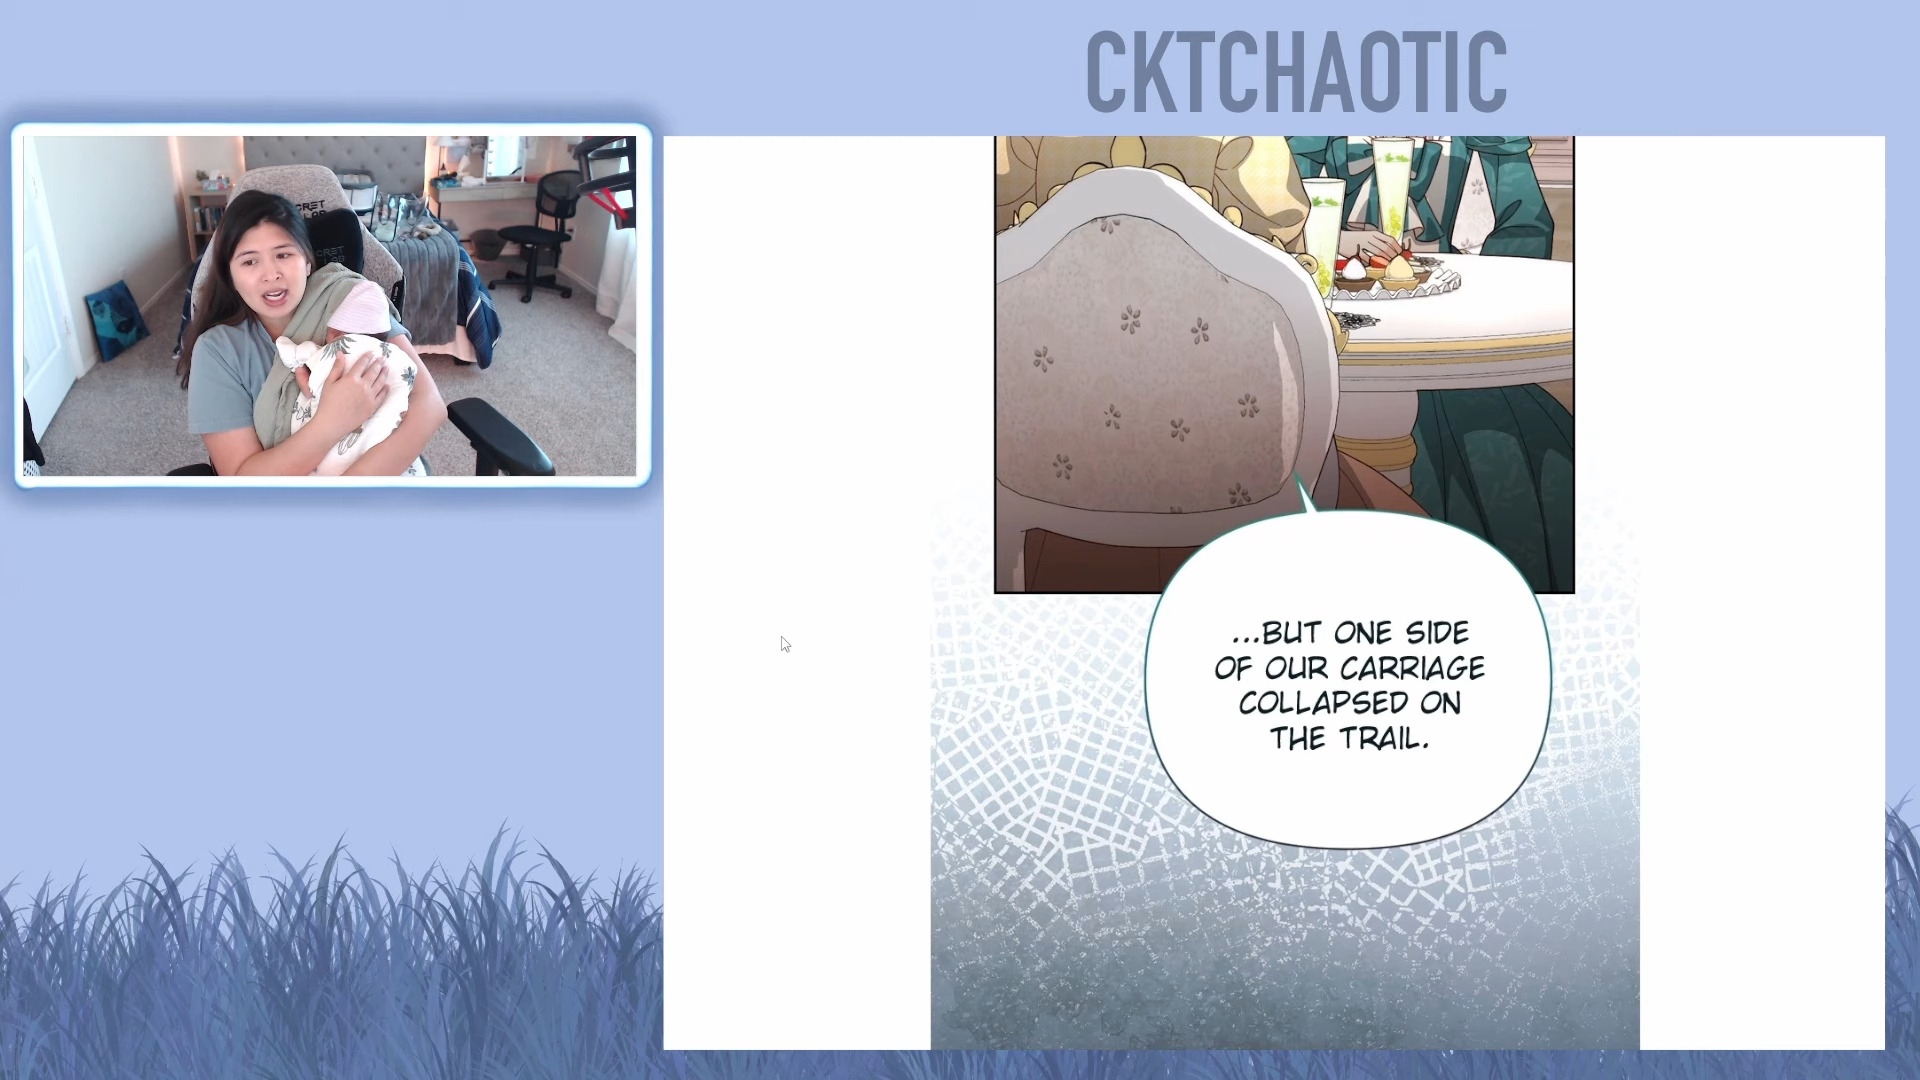 CKTCHAOTIC
...BUT ONE SIDE
OF OUR CARRIAGE
COLLAPSED ON
THE TRAIL.